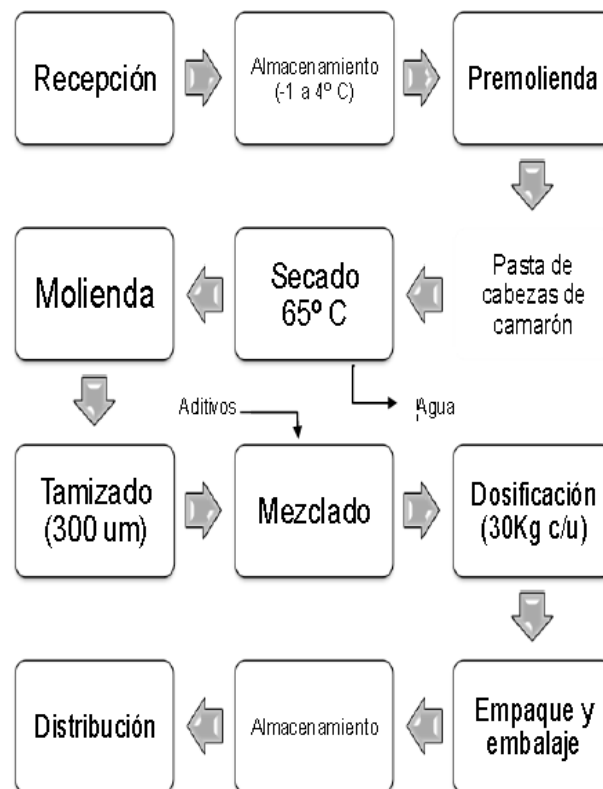 Recepción
Almacenamiento
(-1 a 4º C)
Premolienda
Molienda
Secado
65º C
Pasta de
cabezas de
camarón
Aditivos
Agua
Tamizado
(300 um)
Mezclado
Dosificación
(30Kg c/u)
Distribución
Almacenamiento
Empaque y
embalaje